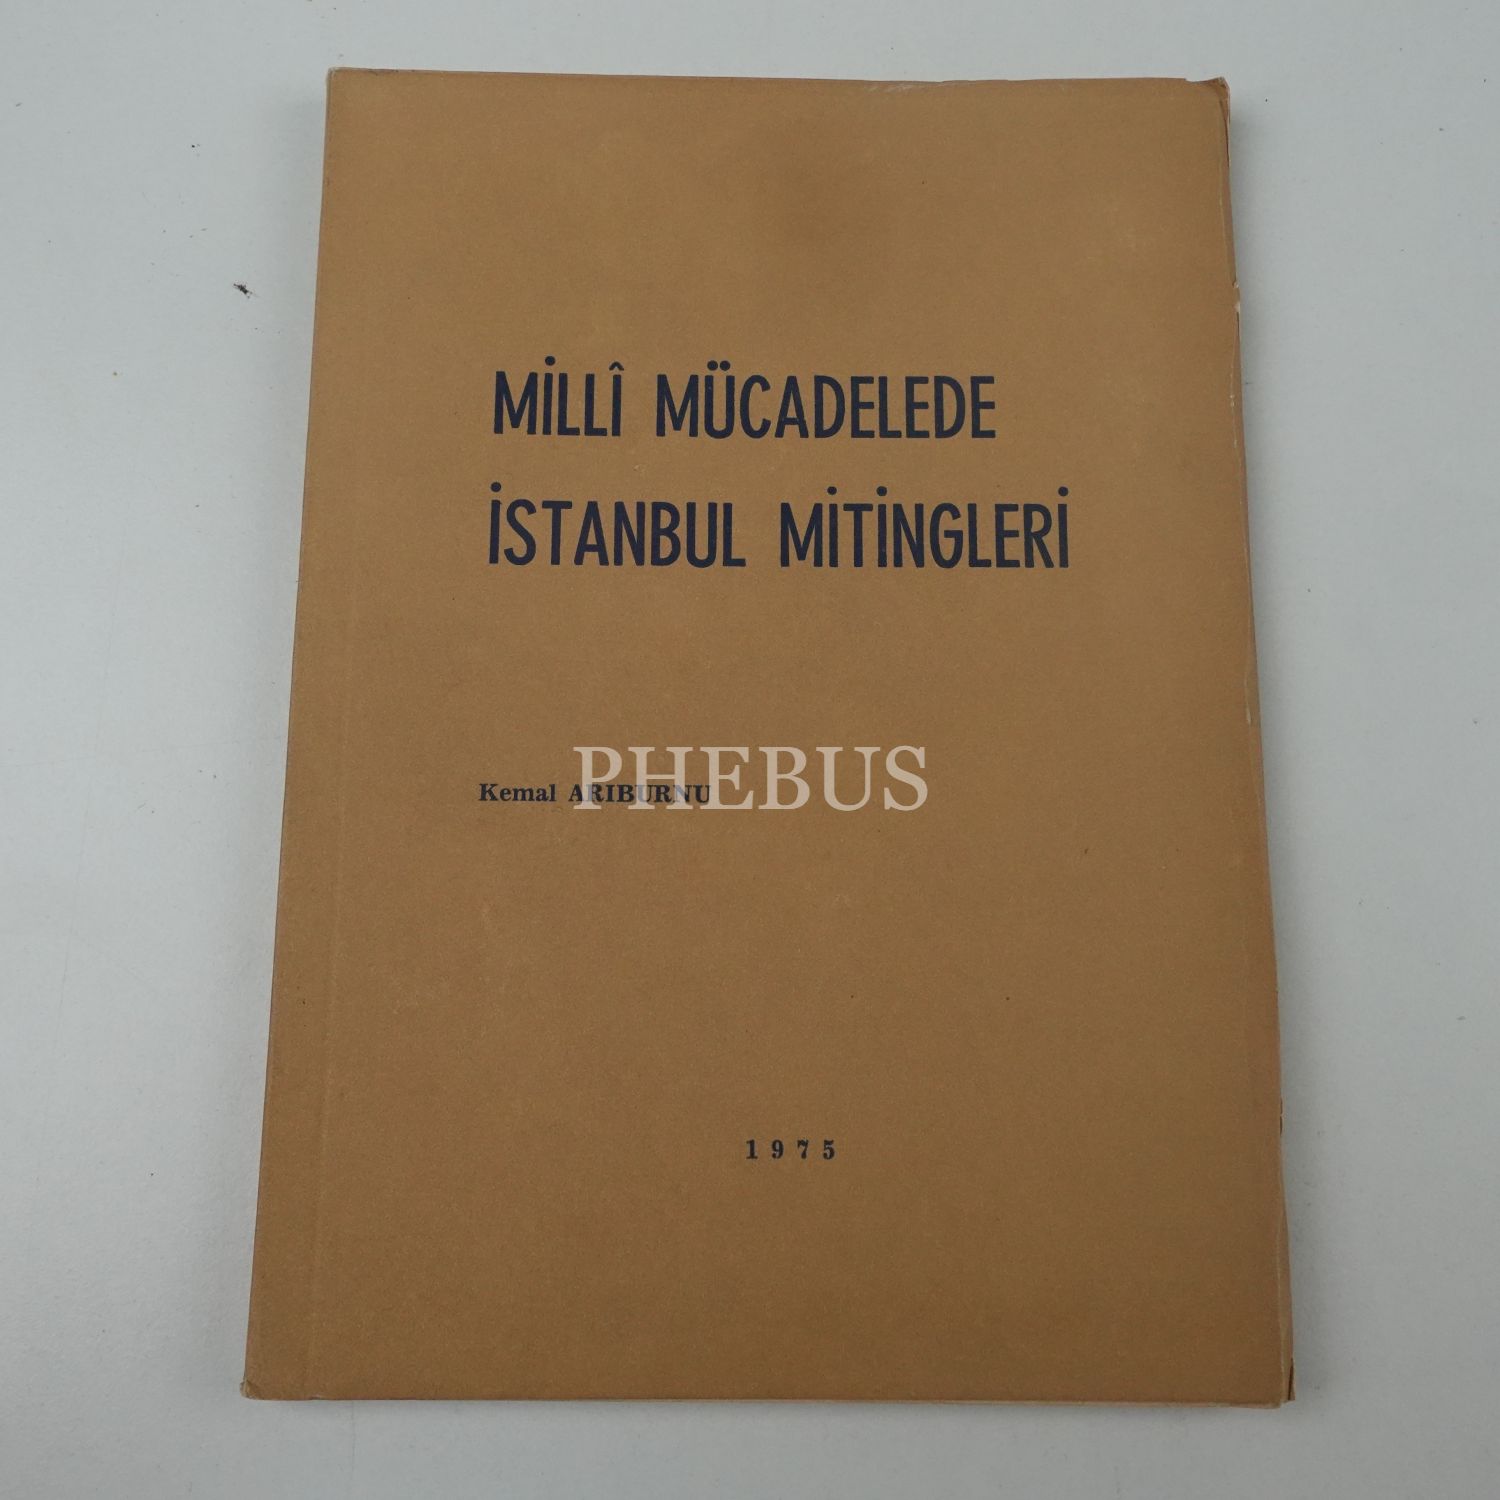 MİLLÎ MÜCADELEDE
İSTANBUL MİTİNGLERİ
Kemal ARIBURNU
PHEBUS
1975